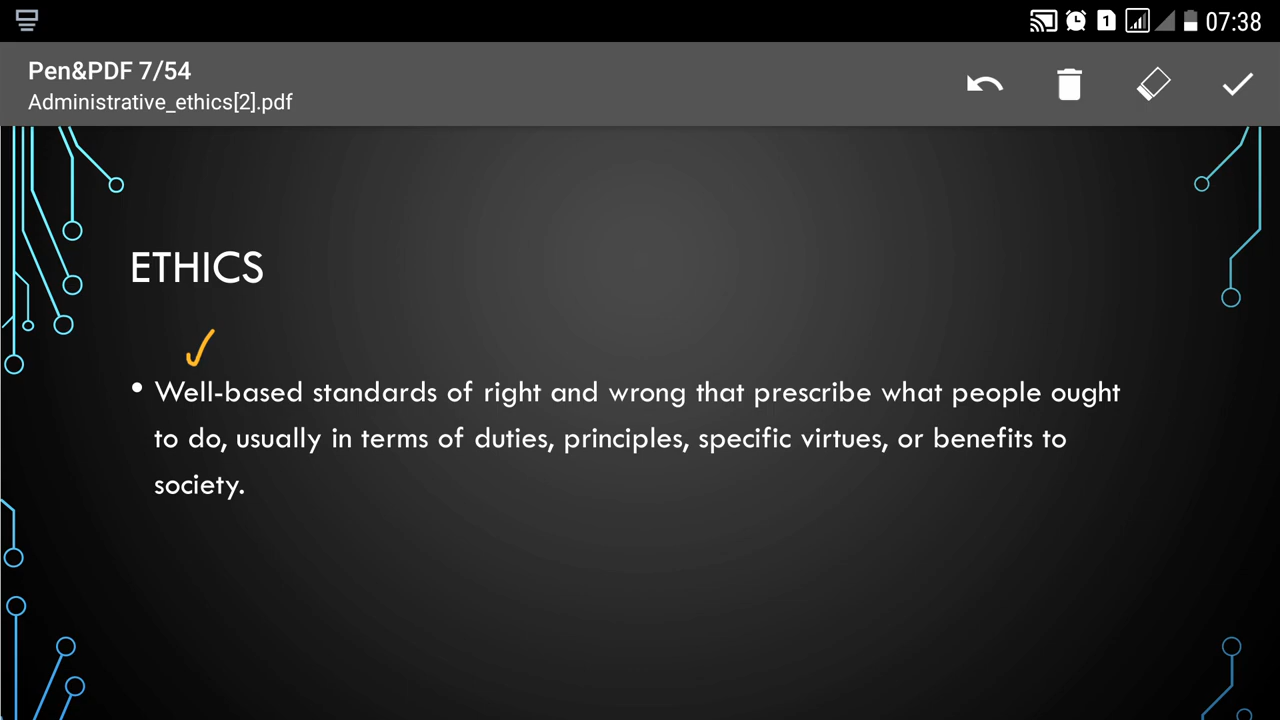 1
07:38
Pen&PDF 7/54
Administrative_ethics[2].pdf
ETHICS
• Well-based standards of right and wrong that prescribe what people ought
to do, usually in terms of duties, principles, specific virtues, or benefits to
society.